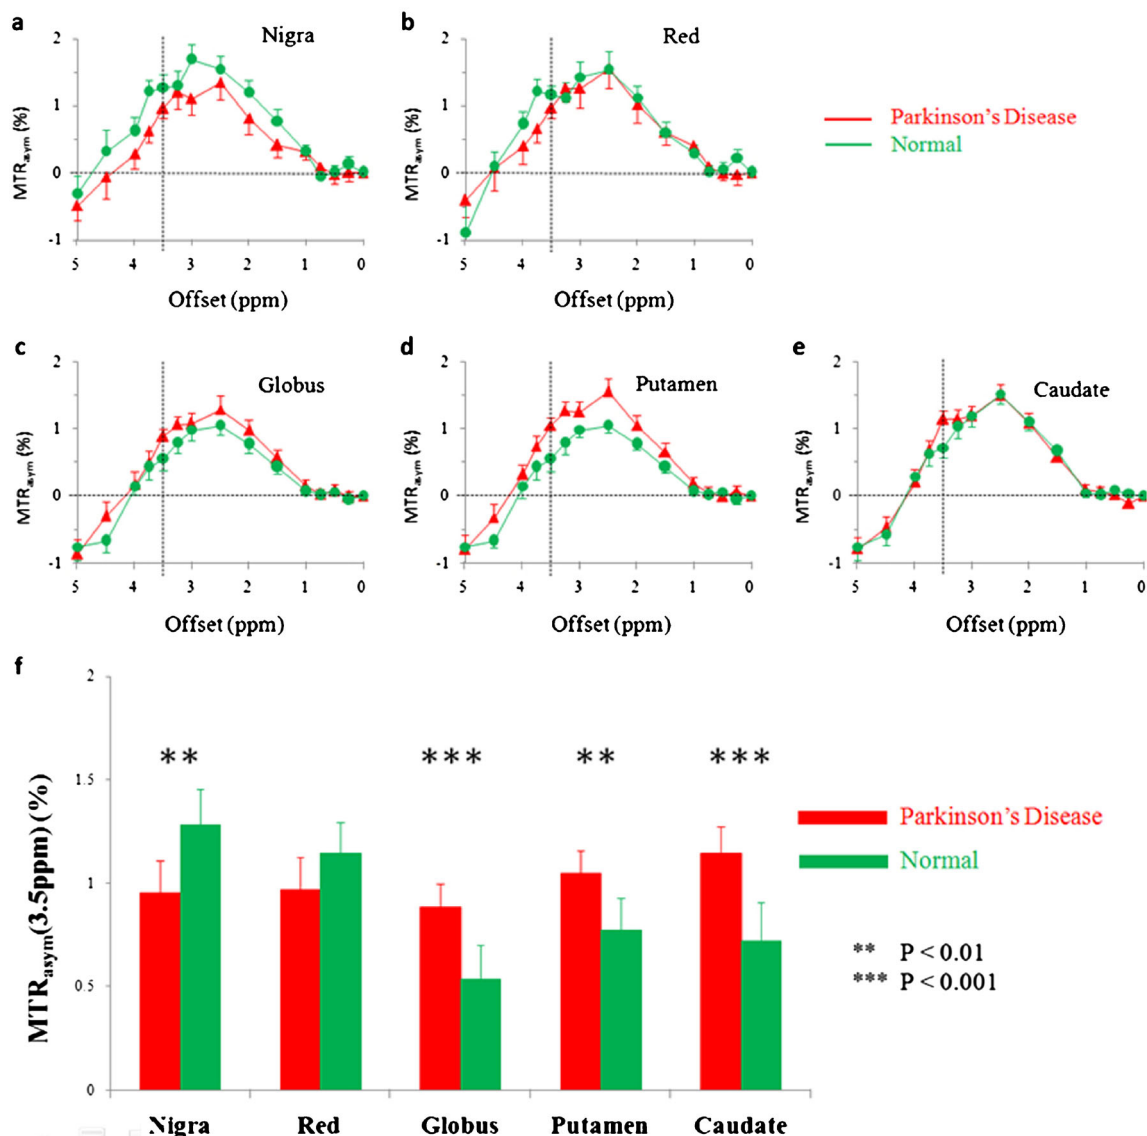 a
Nigra
2
1
0
-1
MTRasym (%)
5 4 3 2 1 0
Offset (ppm)
b
Red
2
1
0
-1
MTRasym (%)
5 4 3 2 1 0
Offset (ppm)
Parkinson's Disease
Normal
c
Globus
2
1
0
-1
MTRasym (%)
5 4 3 2 1 0
Offset (ppm)
d
Putamen
2
1
0
-1
MTRasym (%)
5 4 3 2 1 0
Offset (ppm)
e
Caudate
2
1
0
-1
MTRasym (%)
5 4 3 2 1 0
Offset (ppm)
f
2
1.5
1
0.5
0
MTRasym(3.5ppm) (%)
** *** ** ***
Nigra Red Globus Putamen Caudate
Parkinson's Disease
Normal
** P < 0.01
*** P < 0.001